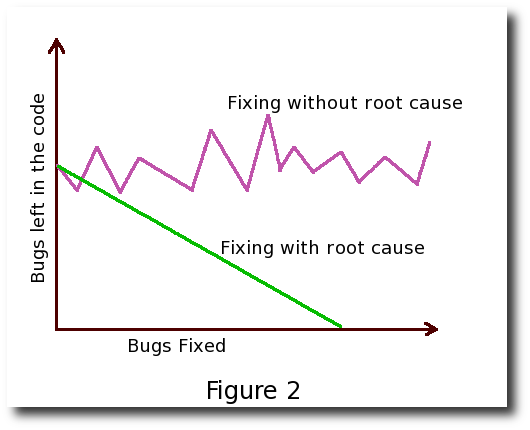 Fixing without root cause
Bugs left in the code
Fixing with root cause
Bugs Fixed
Figure 2